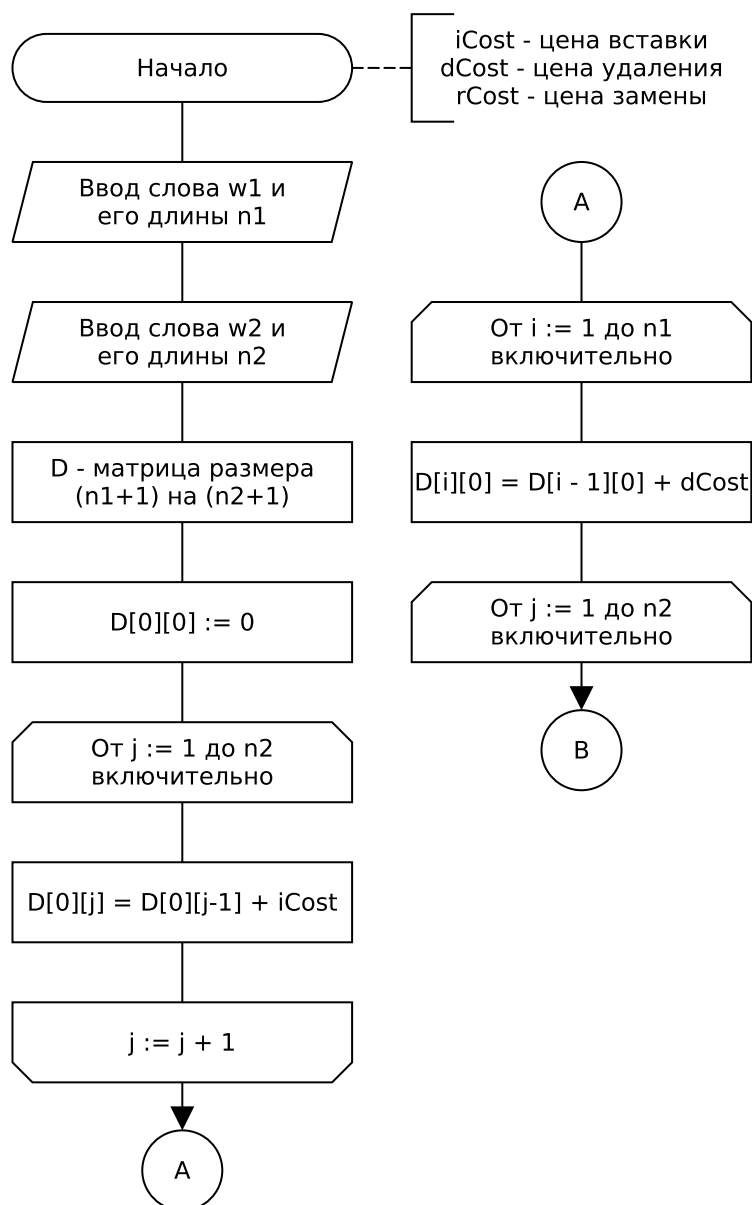 Начало
iCost - цена вставки
dCost - цена удаления
rCost - цена замены
Ввод слова w1 и
его длины n1
Ввод слова w2 и
его длины n2
D - матрица размера
(n1+1) на (n2+1)
D[0][0] := 0
От j := 1 до n2
включительно
D[0][j] = D[0][j-1] + iCost
j := j + 1
A
A
От i := 1 до n1
включительно
D[i][0] = D[i - 1][0] + dCost
От j := 1 до n2
включительно
B